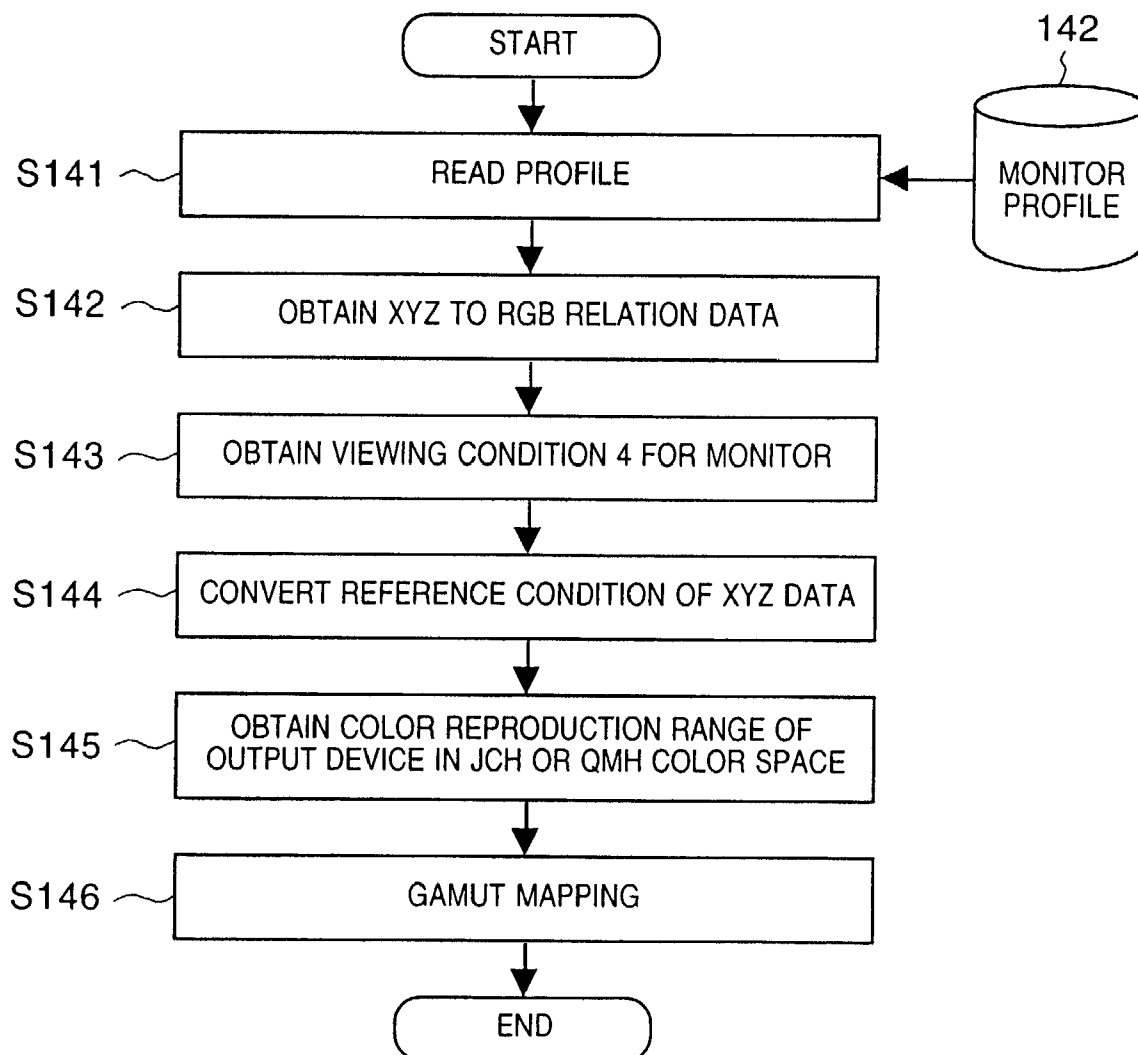 START
142
S141
READ PROFILE
MONITOR
PROFILE
S142
OBTAIN XYZ TO RGB RELATION DATA
S143
OBTAIN VIEWING CONDITION 4 FOR MONITOR
S144
CONVERT REFERENCE CONDITION OF XYZ DATA
S145
OBTAIN COLOR REPRODUCTION RANGE OF
OUTPUT DEVICE IN JCH OR QMH COLOR SPACE
S146
GAMUT MAPPING
END